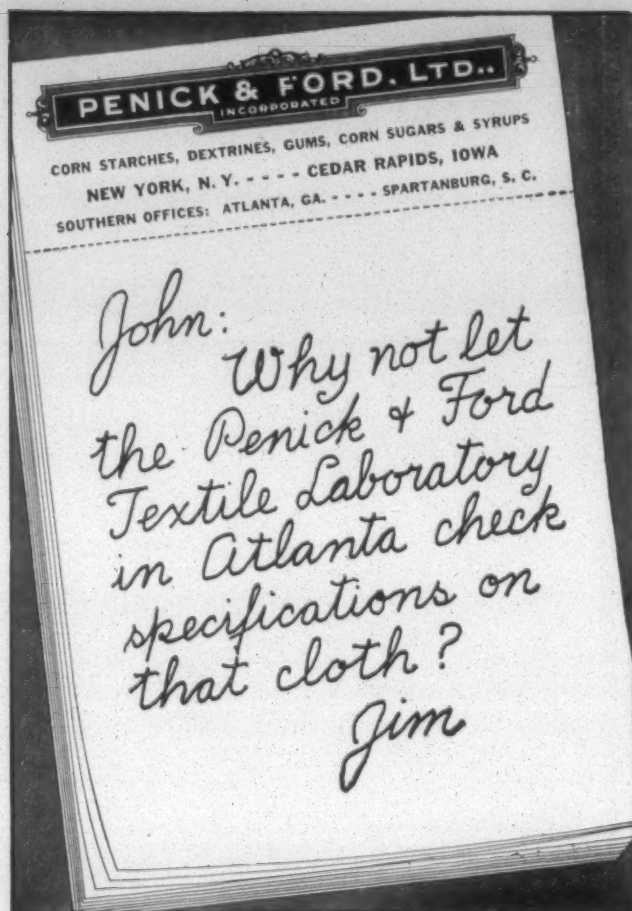 PENICK & FORD, LTD.,
INCORPORATED
CORN STARCHES, DEXTRINES, GUMS, CORN SUGARS & SYRUPS
NEW YORK, N. Y. - - - - CEDAR RAPIDS, IOWA
SOUTHERN OFFICES: ATLANTA, GA. - - - - SPARTANBURG, S. C.
John:
Why not let
the Penick & Ford
Textile Laboratory
in Atlanta check
specifications on
that cloth?
Jim